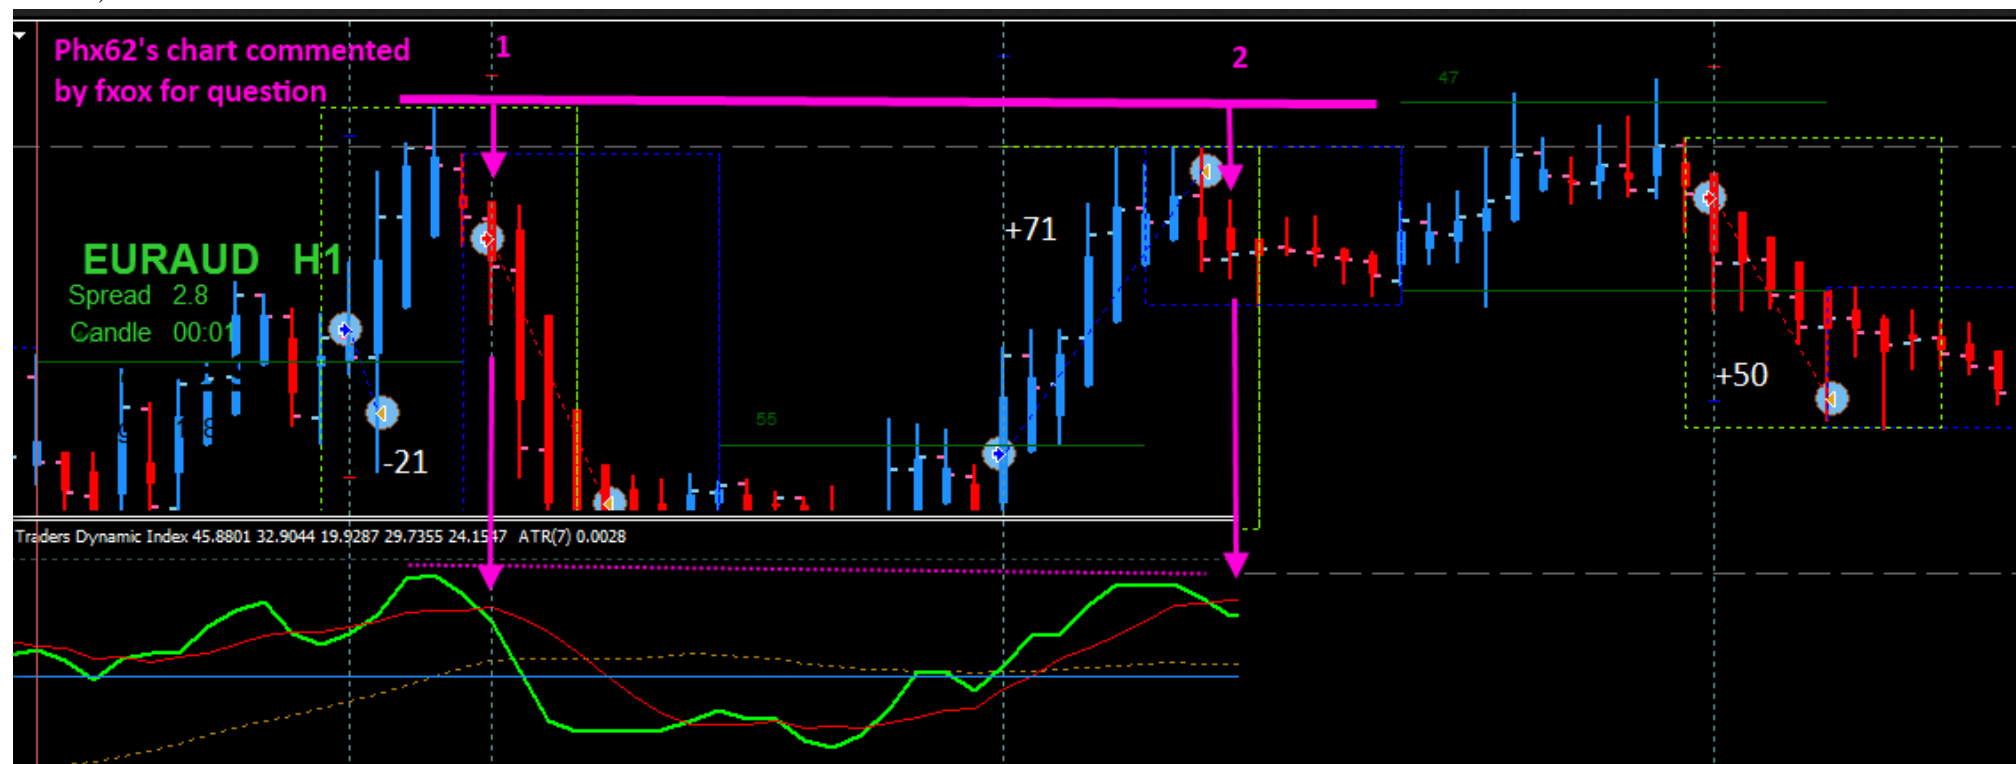 Phx62's chart commented
by fxox for question
1
2
47
EURAUD H1
Spread 2.8
Candle 00:01
+71
-21
55
+50
Traders Dynamic Index 45.8801 32.9044 19.9287 29.7355 24.1547 ATR(7) 0.0028